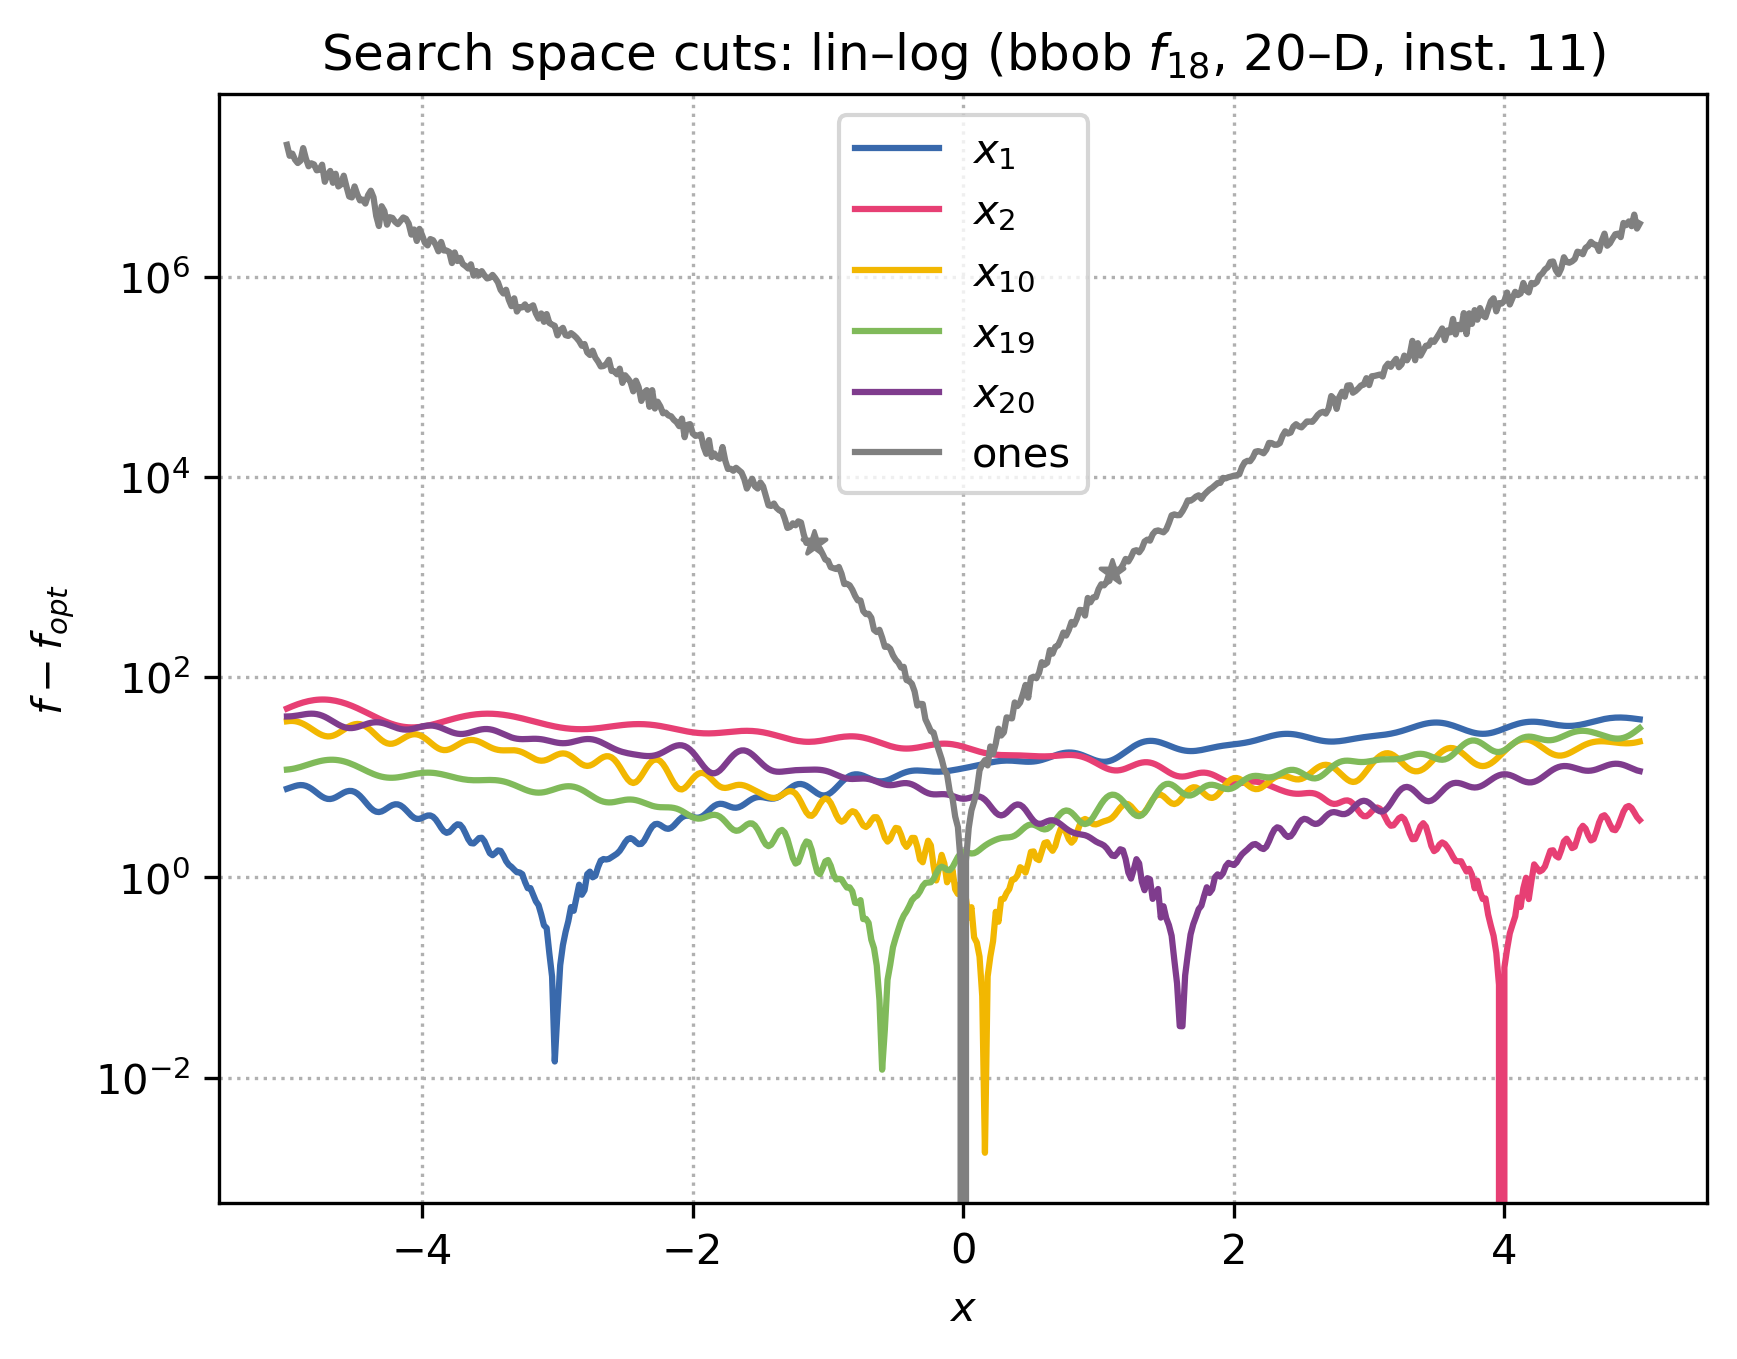 Search space cuts: lin–log (bbob f₁₈, 20–D, inst. 11)
x₁
x₂
x₁₀
x₁₉
x₂₀
ones
10⁶
10⁴
10²
10⁰
10⁻²
f − fₒₚₜ
−4 −2 0 2 4
x